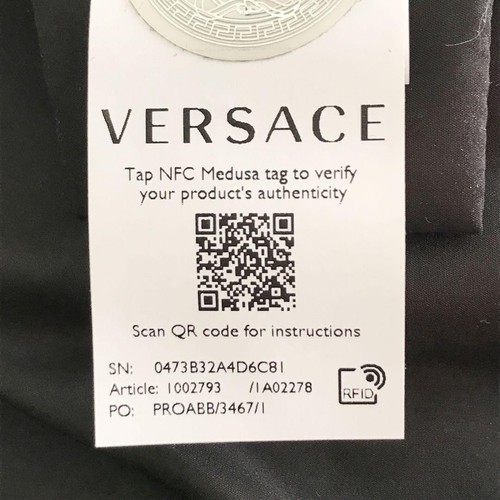 VERSACE
Tap NFC Medusa tag to verify
your product's authenticity
Scan QR code for instructions
SN: 0473B32A4D6C81
Article: 1002793 /1A02278
PO: PROABB/3467/1
RFID